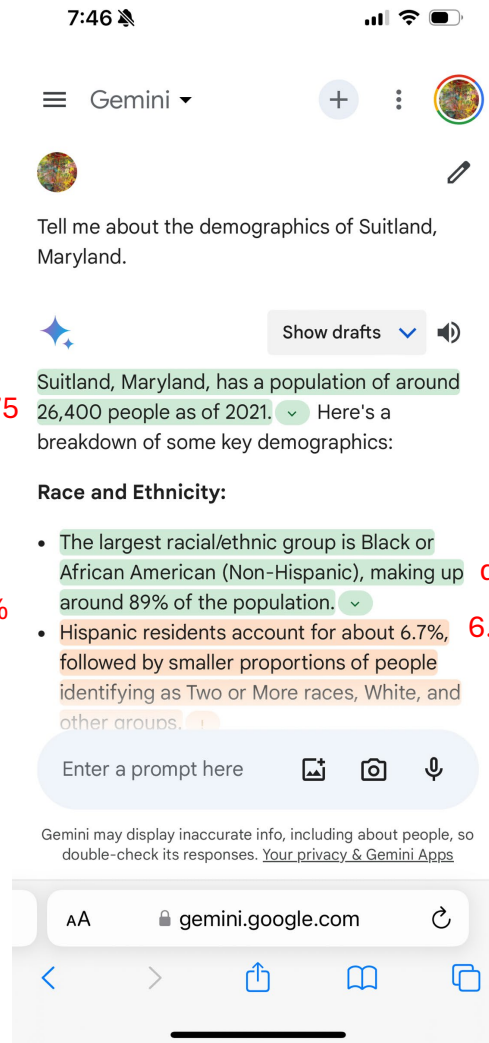 7:46
Gemini
Tell me about the demographics of Suitland,
Maryland.
Show drafts
Suitland, Maryland, has a population of around
26,400 people as of 2021. Here's a
breakdown of some key demographics:
Race and Ethnicity:
• The largest racial/ethnic group is Black or
African American (Non-Hispanic), making up
around 89% of the population.
• Hispanic residents account for about 6.7%,
followed by smaller proportions of people
identifying as Two or More races, White, and
other groups.
Enter a prompt here
Gemini may display inaccurate info, including about people, so
double-check its responses. Your privacy & Gemini Apps
AA
gemini.google.com